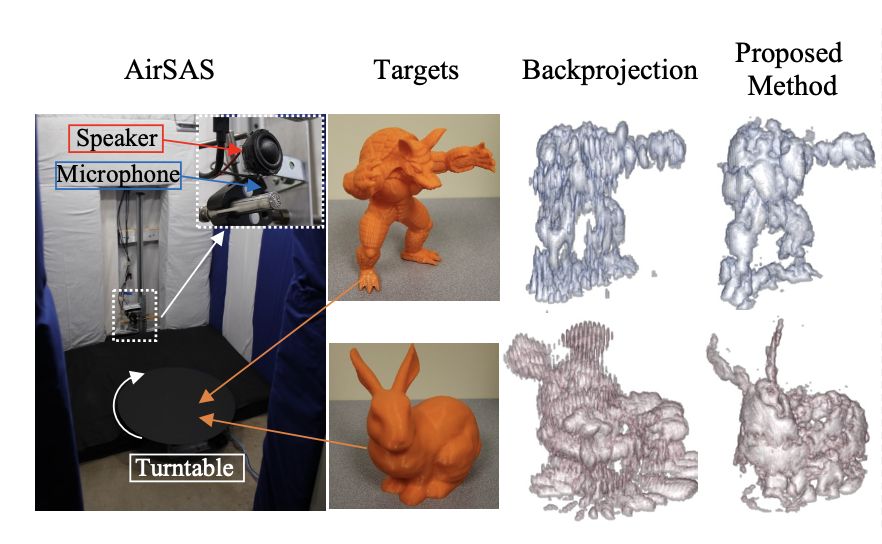 AirSAS
Targets
Backprojection
Proposed
Method
Speaker
Microphone
Turntable